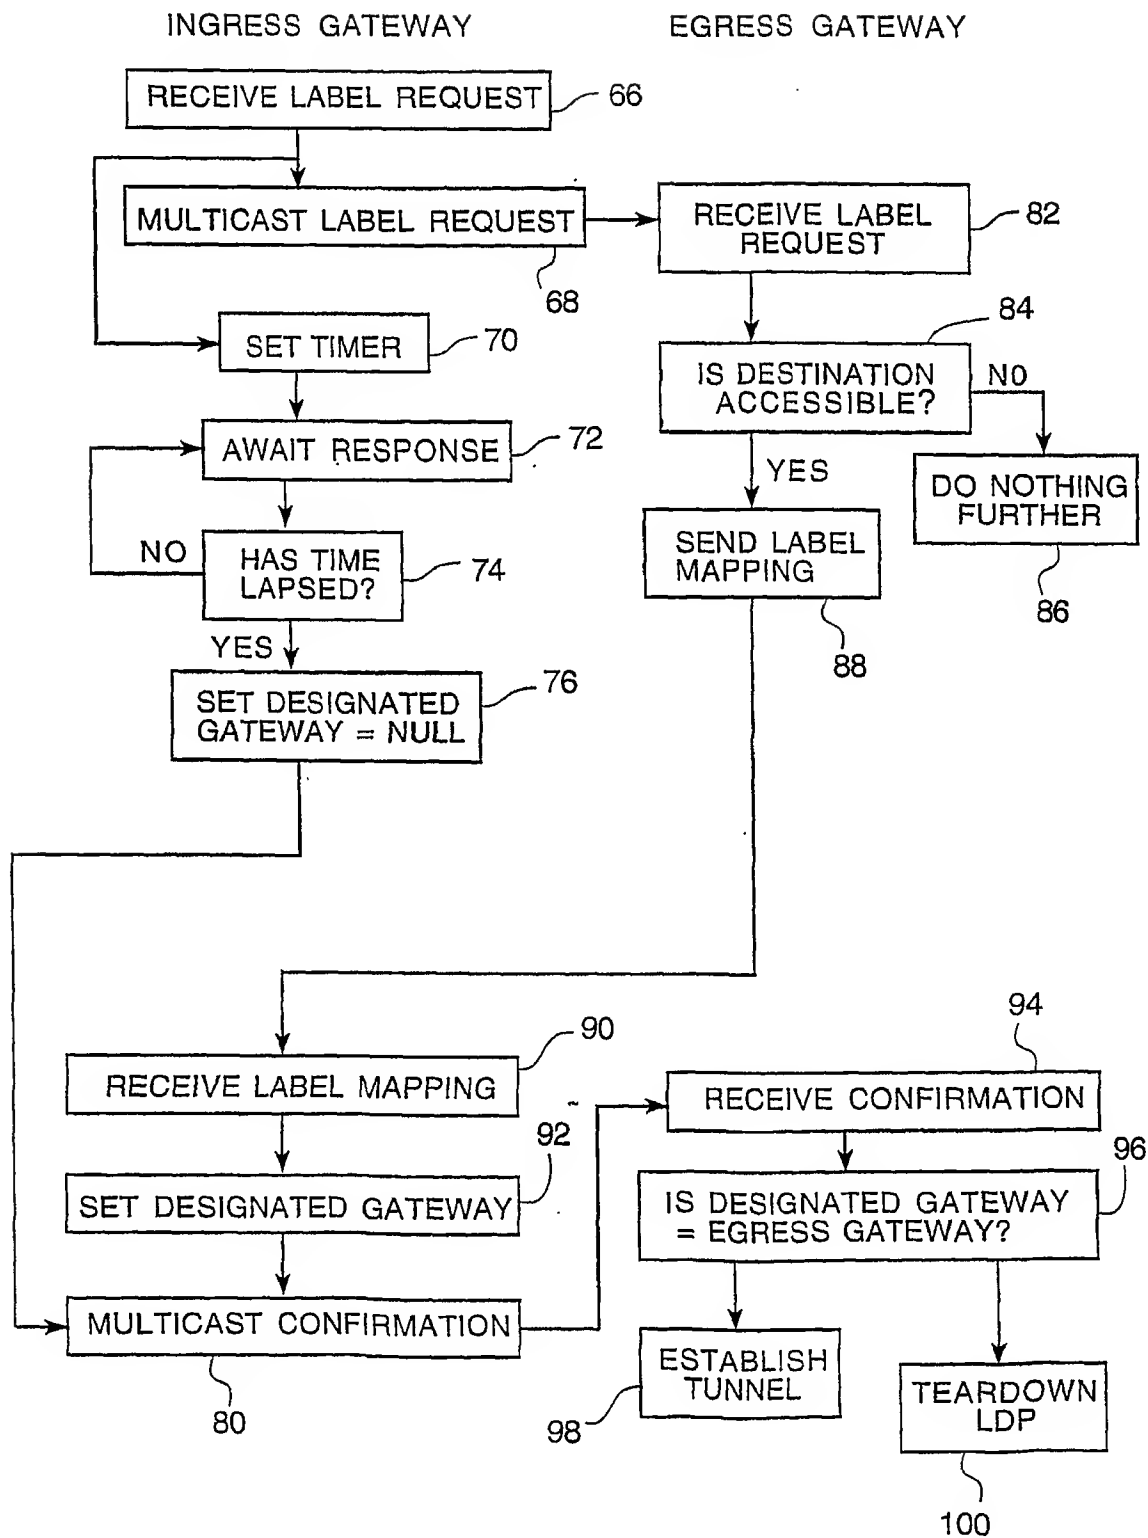 INGRESS GATEWAY
EGRESS GATEWAY
RECEIVE LABEL REQUEST
66
MULTICAST LABEL REQUEST
68
RECEIVE LABEL
REQUEST
82
SET TIMER
70
84
IS DESTINATION
ACCESSIBLE?
NO
AWAIT RESPONSE
72
YES
DO NOTHING
FURTHER
86
NO
HAS TIME
LAPSED?
74
SEND LABEL
MAPPING
88
YES
SET DESIGNATED
GATEWAY = NULL
76
RECEIVE LABEL MAPPING
90
94
RECEIVE CONFIRMATION
92
SET DESIGNATED GATEWAY
96
IS DESIGNATED GATEWAY
= EGRESS GATEWAY?
MULTICAST CONFIRMATION
80
ESTABLISH
TUNNEL
98
TEARDOWN
LDP
100